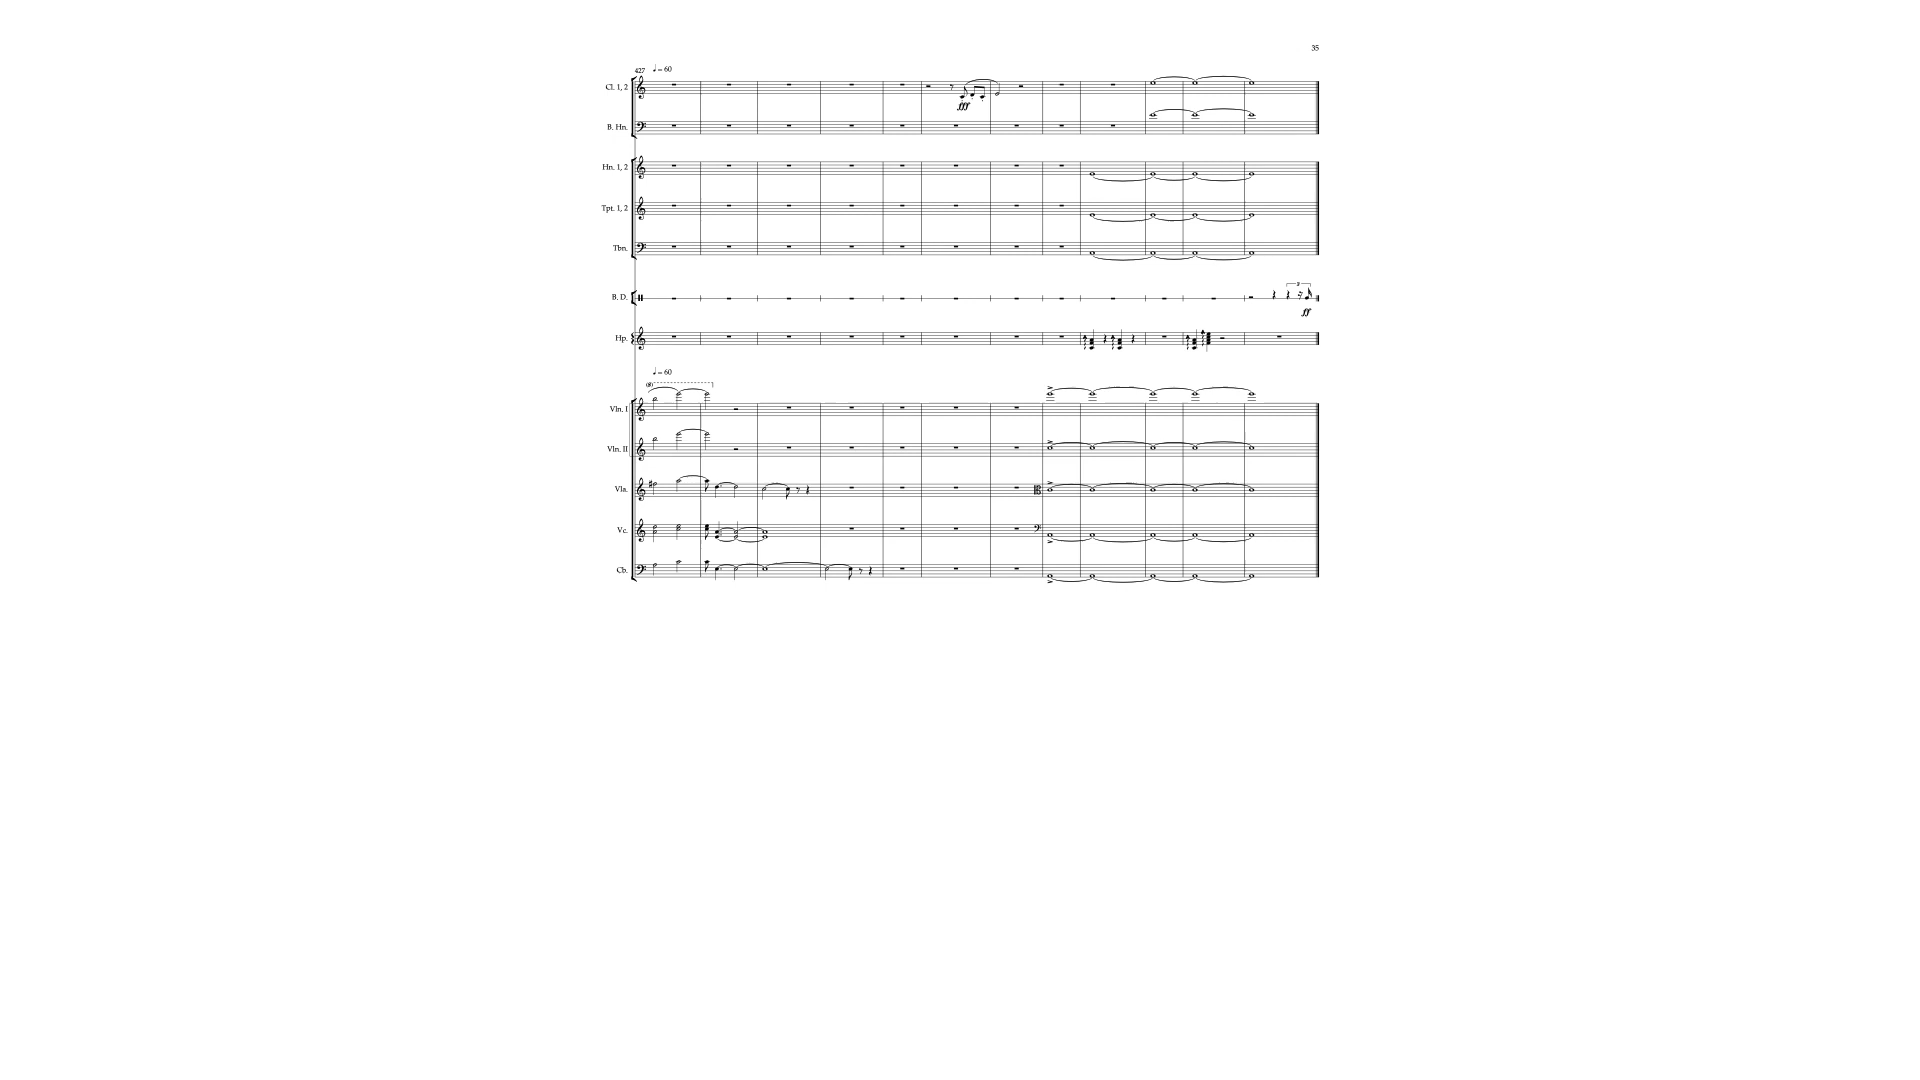 35
427
♩ = 60
Cl. 1, 2
fff
B. Hn.
Hn. 1, 2
Tpt. 1, 2
Tbn.
3
B. D.
ff
Hp.
♩ = 60
(8)
Vln. I
Vln. II
Vla.
Vc.
Cb.